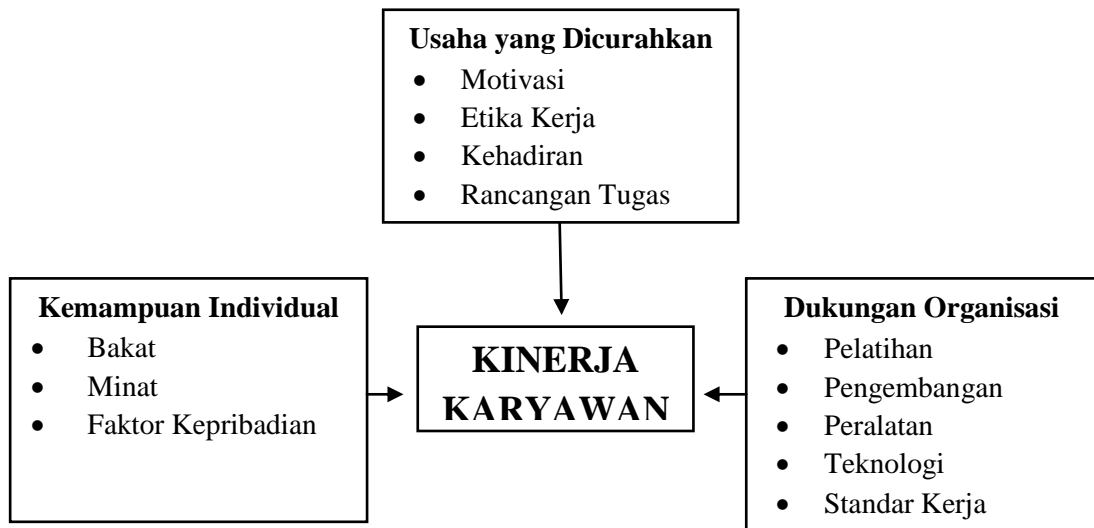 Usaha yang Dicurahkan
• Motivasi
• Etika Kerja
• Kehadiran
• Rancangan Tugas
Kemampuan Individual
• Bakat
• Minat
• Faktor Kepribadian
KINERJA
KARYAWAN
Dukungan Organisasi
• Pelatihan
• Pengembangan
• Peralatan
• Teknologi
• Standar Kerja